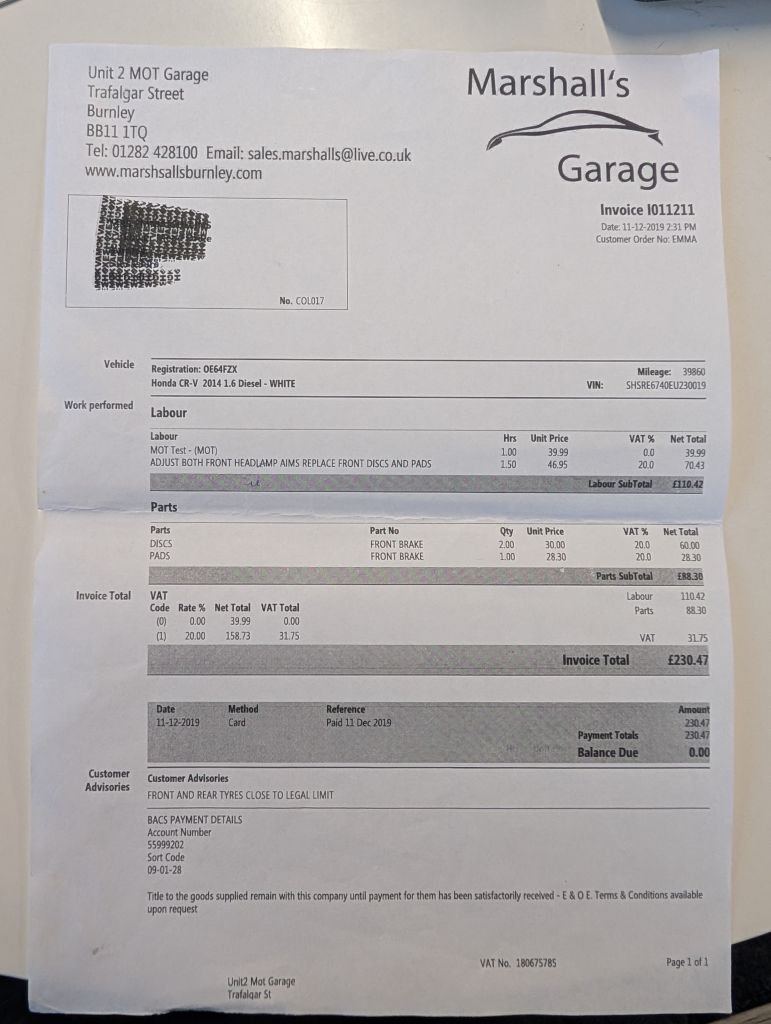 Unit 2 MOT Garage
Trafalgar Street
Burnley
BB11 1TQ
Tel: 01282 428100 Email: sales.marshalls@live.co.uk
www.marshsallsburnley.com
Marshall's
Garage
Invoice I011211
Date: 11-12-2019 2:31 PM
Customer Order No: EMMA
No. COL017
Vehicle
Registration: OE64FZX Mileage: 39860
Honda CR-V 2014 1.6 Diesel - WHITE VIN: SHSRE6740EU230019
Work performed
Labour
Labour Hrs Unit Price VAT % Net Total
MOT Test - (MOT) 1.00 39.99 0.0 39.99
ADJUST BOTH FRONT HEADLAMP AIMS REPLACE FRONT DISCS AND PADS 1.50 46.95 20.0 70.43
Labour SubTotal £110.42
Parts
Parts Part No Qty Unit Price VAT % Net Total
DISCS FRONT BRAKE 2.00 30.00 20.0 60.00
PADS FRONT BRAKE 1.00 28.30 20.0 28.30
Parts SubTotal £88.30
Invoice Total
VAT Labour 110.42
Code Rate % Net Total VAT Total Parts 88.30
(0) 0.00 39.99 0.00
(1) 20.00 158.73 31.75 VAT 31.75
Invoice Total £230.47
Date Method Reference Amount
11-12-2019 Card Paid 11 Dec 2019 230.47
Payment Totals 230.47
Balance Due 0.00
Customer Advisories
Customer Advisories
FRONT AND REAR TYRES CLOSE TO LEGAL LIMIT
BACS PAYMENT DETAILS
Account Number
55999202
Sort Code
09-01-28
Title to the goods supplied remain with this company until payment for them has been satisfactorily received - E & O E. Terms & Conditions available
upon request
VAT No. 180675785 Page 1 of 1
Unit2 Mot Garage
Trafalgar St